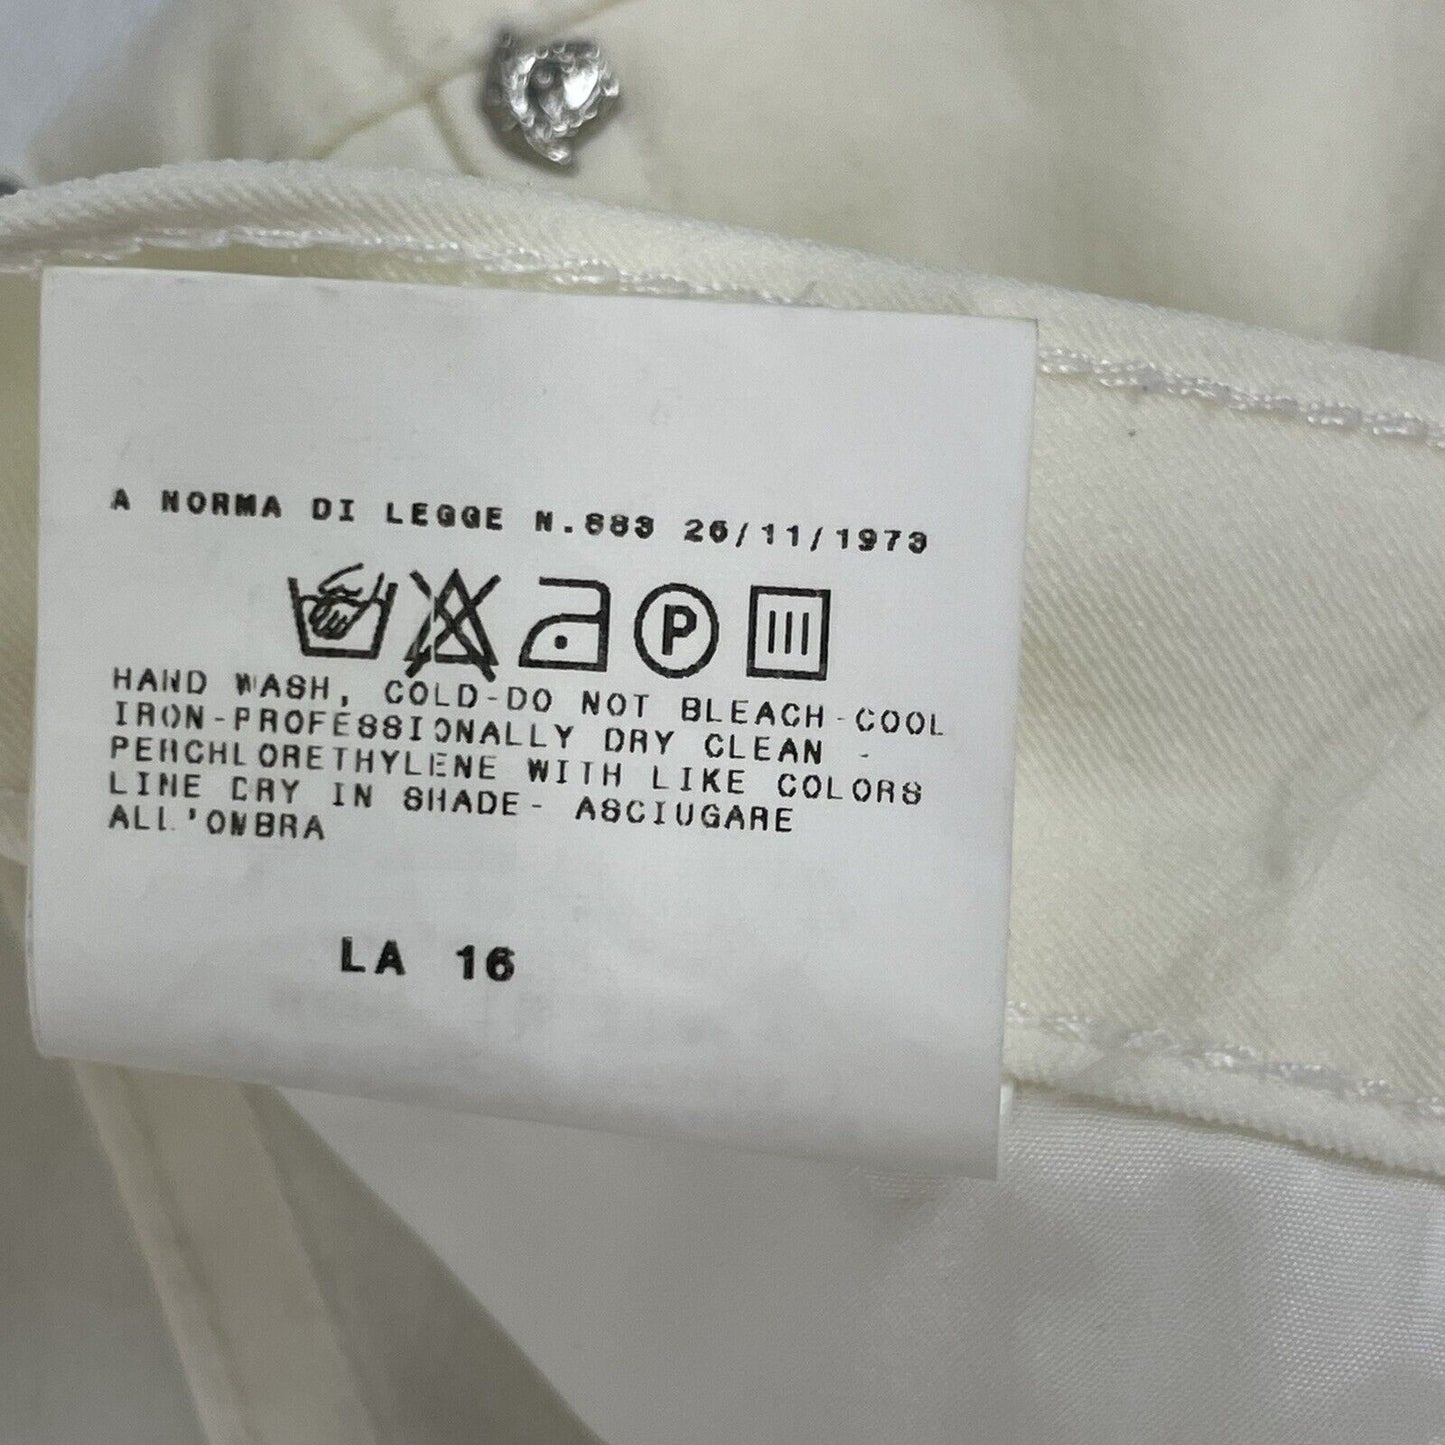 A NORMA DI LEGGE N.883 26/11/1973
P
HAND WASH, COLD-DO NOT BLEACH-COOL
IRON-PROFESSIONALLY DRY CLEAN -
PERCHLORETHYLENE WITH LIKE COLORS
LINE DRY IN SHADE- ASCIUGARE
ALL'OMBRA
LA 16